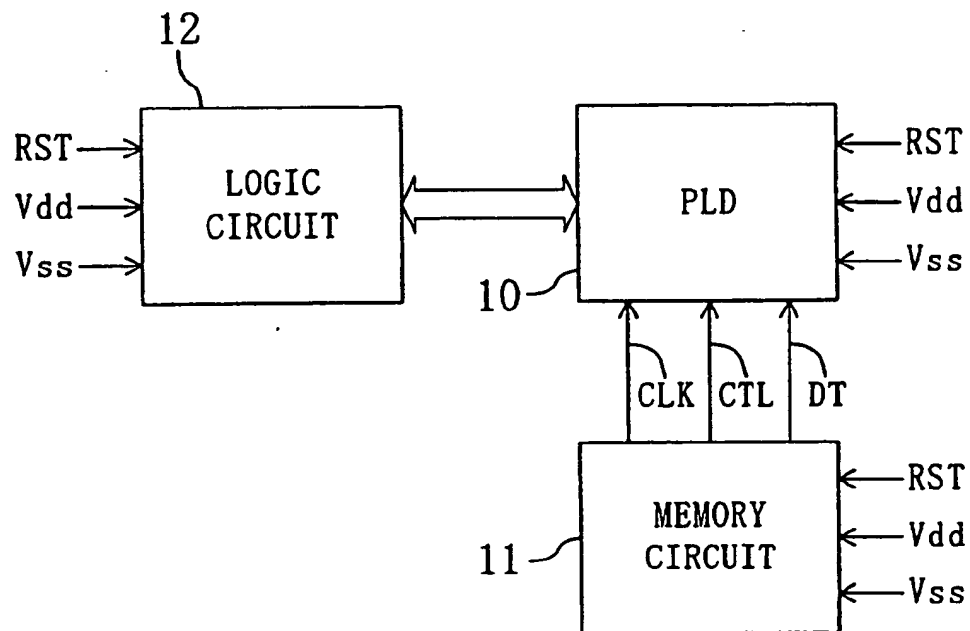 12
RST
Vdd
Vss
LOGIC
CIRCUIT
PLD
RST
Vdd
Vss
10
CLK
CTL
DT
11
MEMORY
CIRCUIT
RST
Vdd
Vss